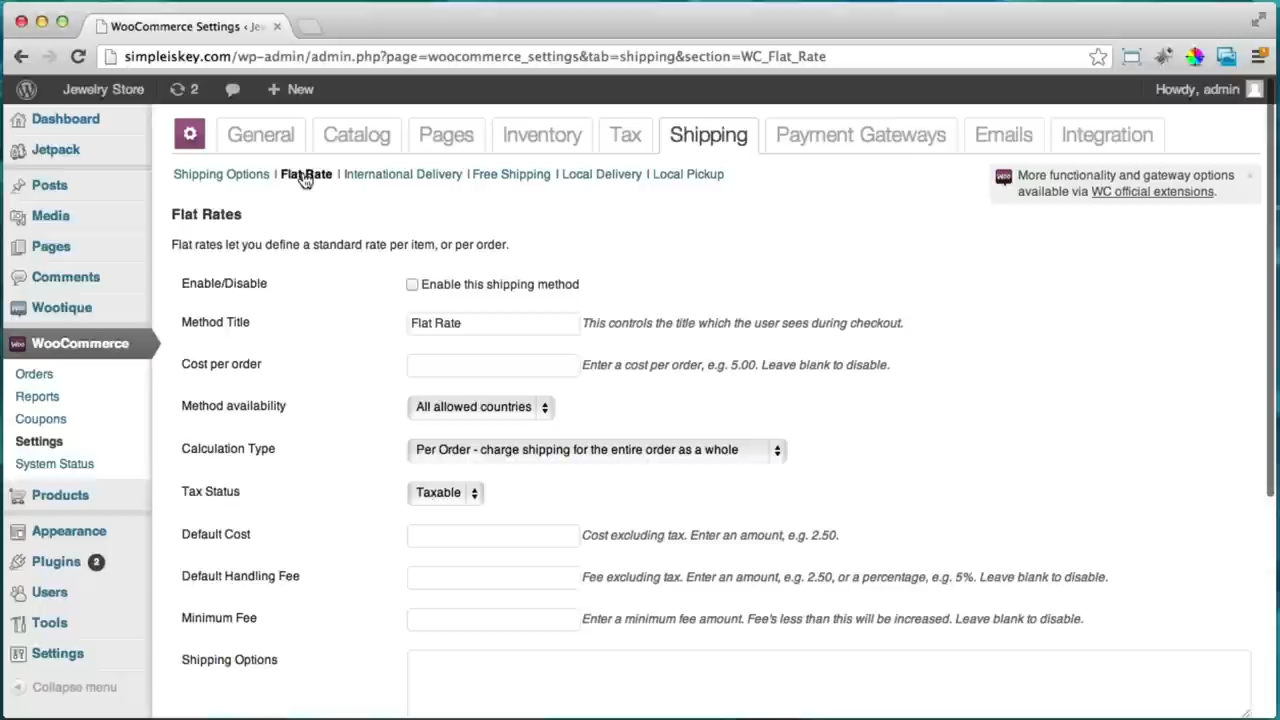 WooCommerce Settings ‹ Je
simpleiskey.com/wp-admin/admin.php?page=woocommerce_settings&tab=shipping&section=WC_Flat_Rate
Jewelry Store 2 + New Howdy, admin
Dashboard
Jetpack
Posts
Media
Pages
Comments
Wootique
WooCommerce
Orders
Reports
Coupons
Settings
System Status
Products
Appearance
Plugins 2
Users
Tools
Settings
Collapse menu
General Catalog Pages Inventory Tax Shipping Payment Gateways Emails Integration
Shipping Options | Flat Rate | International Delivery | Free Shipping | Local Delivery | Local Pickup
More functionality and gateway options
available via WC official extensions.
Flat Rates
Flat rates let you define a standard rate per item, or per order.
Enable/Disable Enable this shipping method
Method Title Flat Rate This controls the title which the user sees during checkout.
Cost per order Enter a cost per order, e.g. 5.00. Leave blank to disable.
Method availability All allowed countries
Calculation Type Per Order - charge shipping for the entire order as a whole
Tax Status Taxable
Default Cost Cost excluding tax. Enter an amount, e.g. 2.50.
Default Handling Fee Fee excluding tax. Enter an amount, e.g. 2.50, or a percentage, e.g. 5%. Leave blank to disable.
Minimum Fee Enter a minimum fee amount. Fee's less than this will be increased. Leave blank to disable.
Shipping Options